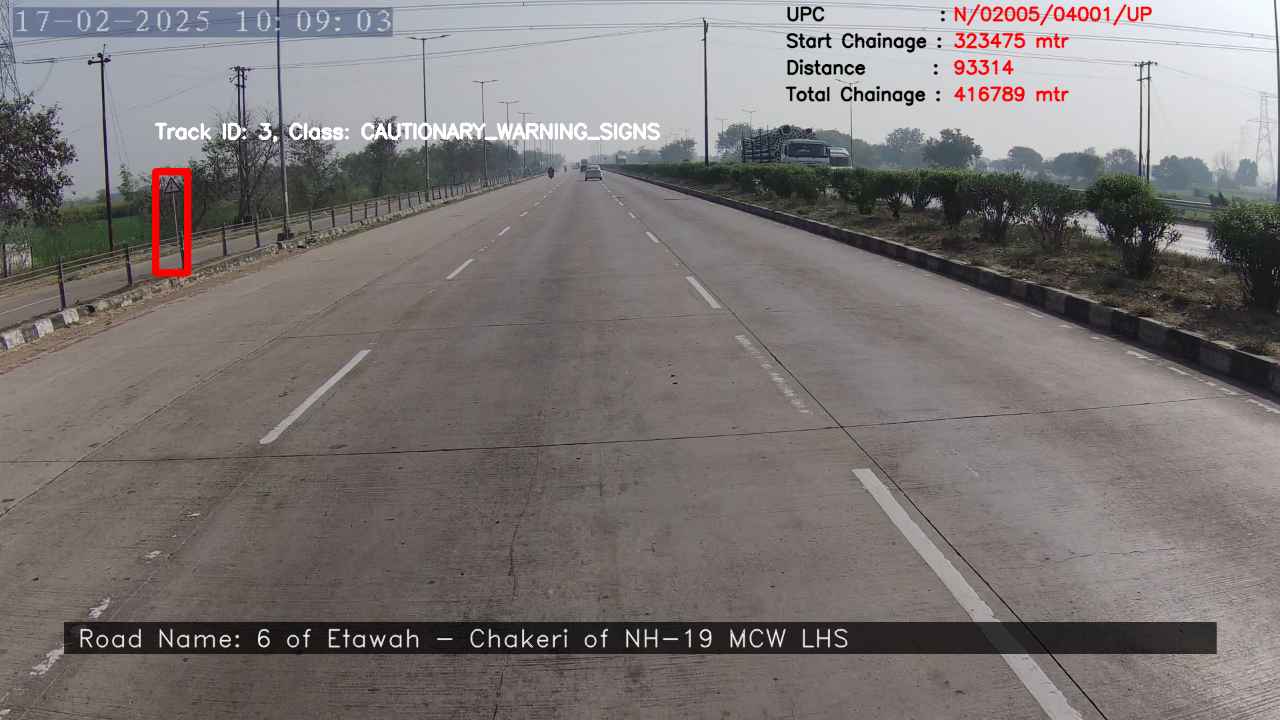 17-02-2025 10:09:03
UPC : N/02005/04001/UP
Start Chainage : 323475 mtr
Distance : 93314
Total Chainage : 416789 mtr
Track ID: 3, Class: CAUTIONARY_WARNING_SIGNS
Road Name: 6 of Etawah - Chakeri of NH-19 MCW LHS